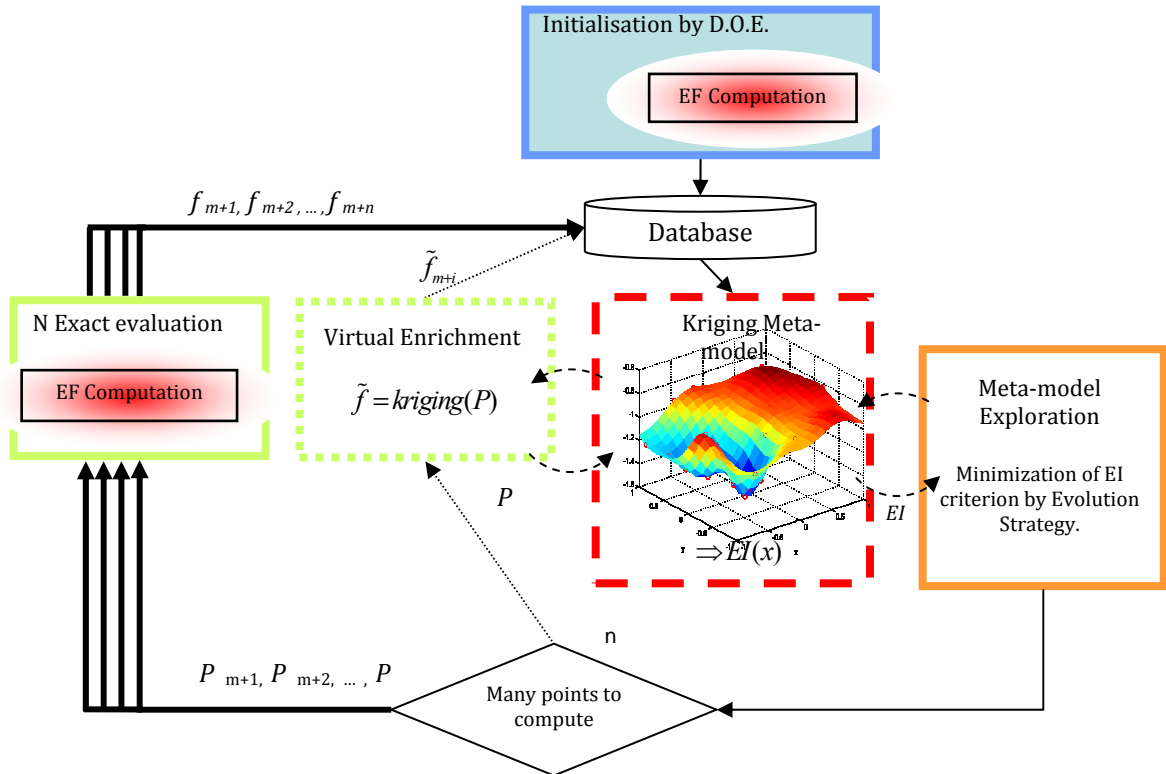 Initialisation by D.O.E.
EF Computation
f m+1, f m+2 , ... , f m+n
Database
f̃ m+i
N Exact evaluation
EF Computation
Virtual Enrichment
f̃ = kriging(P)
Kriging Meta-
model
⇒ EI(x)
Meta-model
Exploration
Minimization of EI
criterion by Evolution
Strategy.
EI
P
n
P m+1, P m+2, ... , P
Many points to
compute